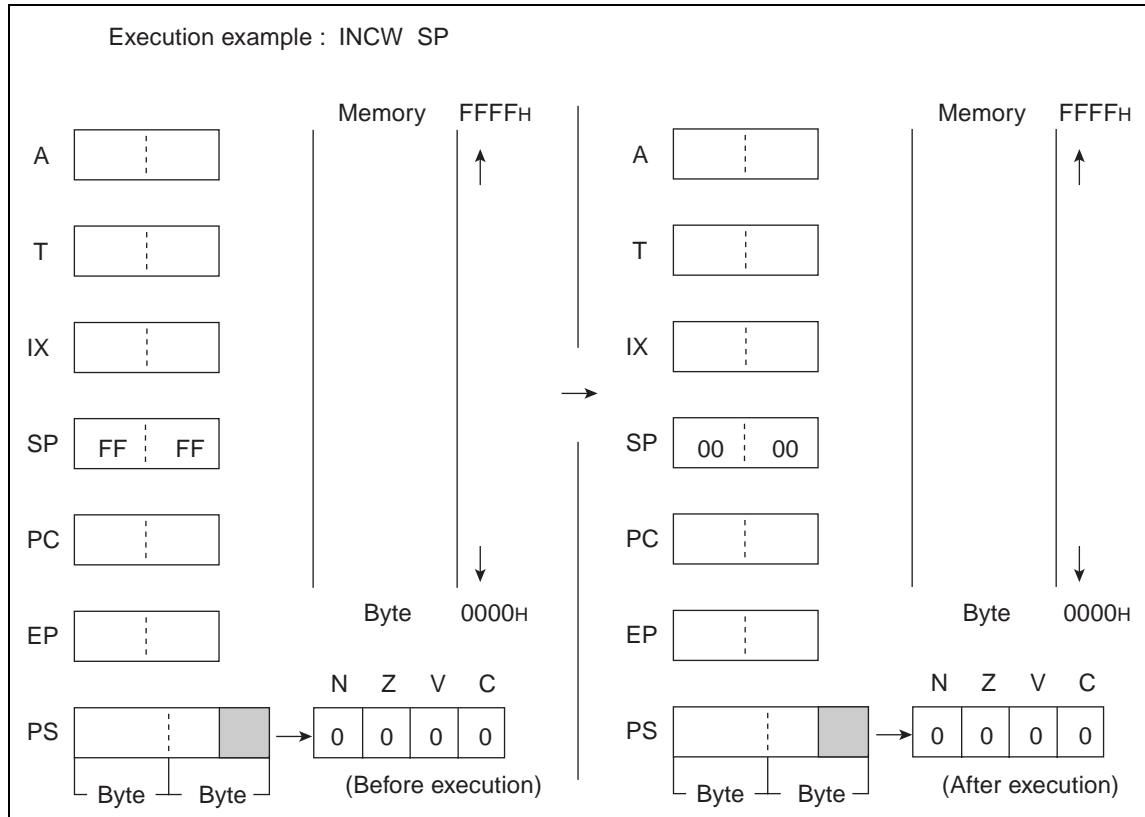 Execution example : INCW SP
Memory FFFFH
A
T
IX
SP FF FF
PC
EP
Byte 0000H
N Z V C
PS 0 0 0 0
Byte Byte
(Before execution)
Memory FFFFH
A
T
IX
SP 00 00
PC
EP
Byte 0000H
N Z V C
PS 0 0 0 0
Byte Byte
(After execution)